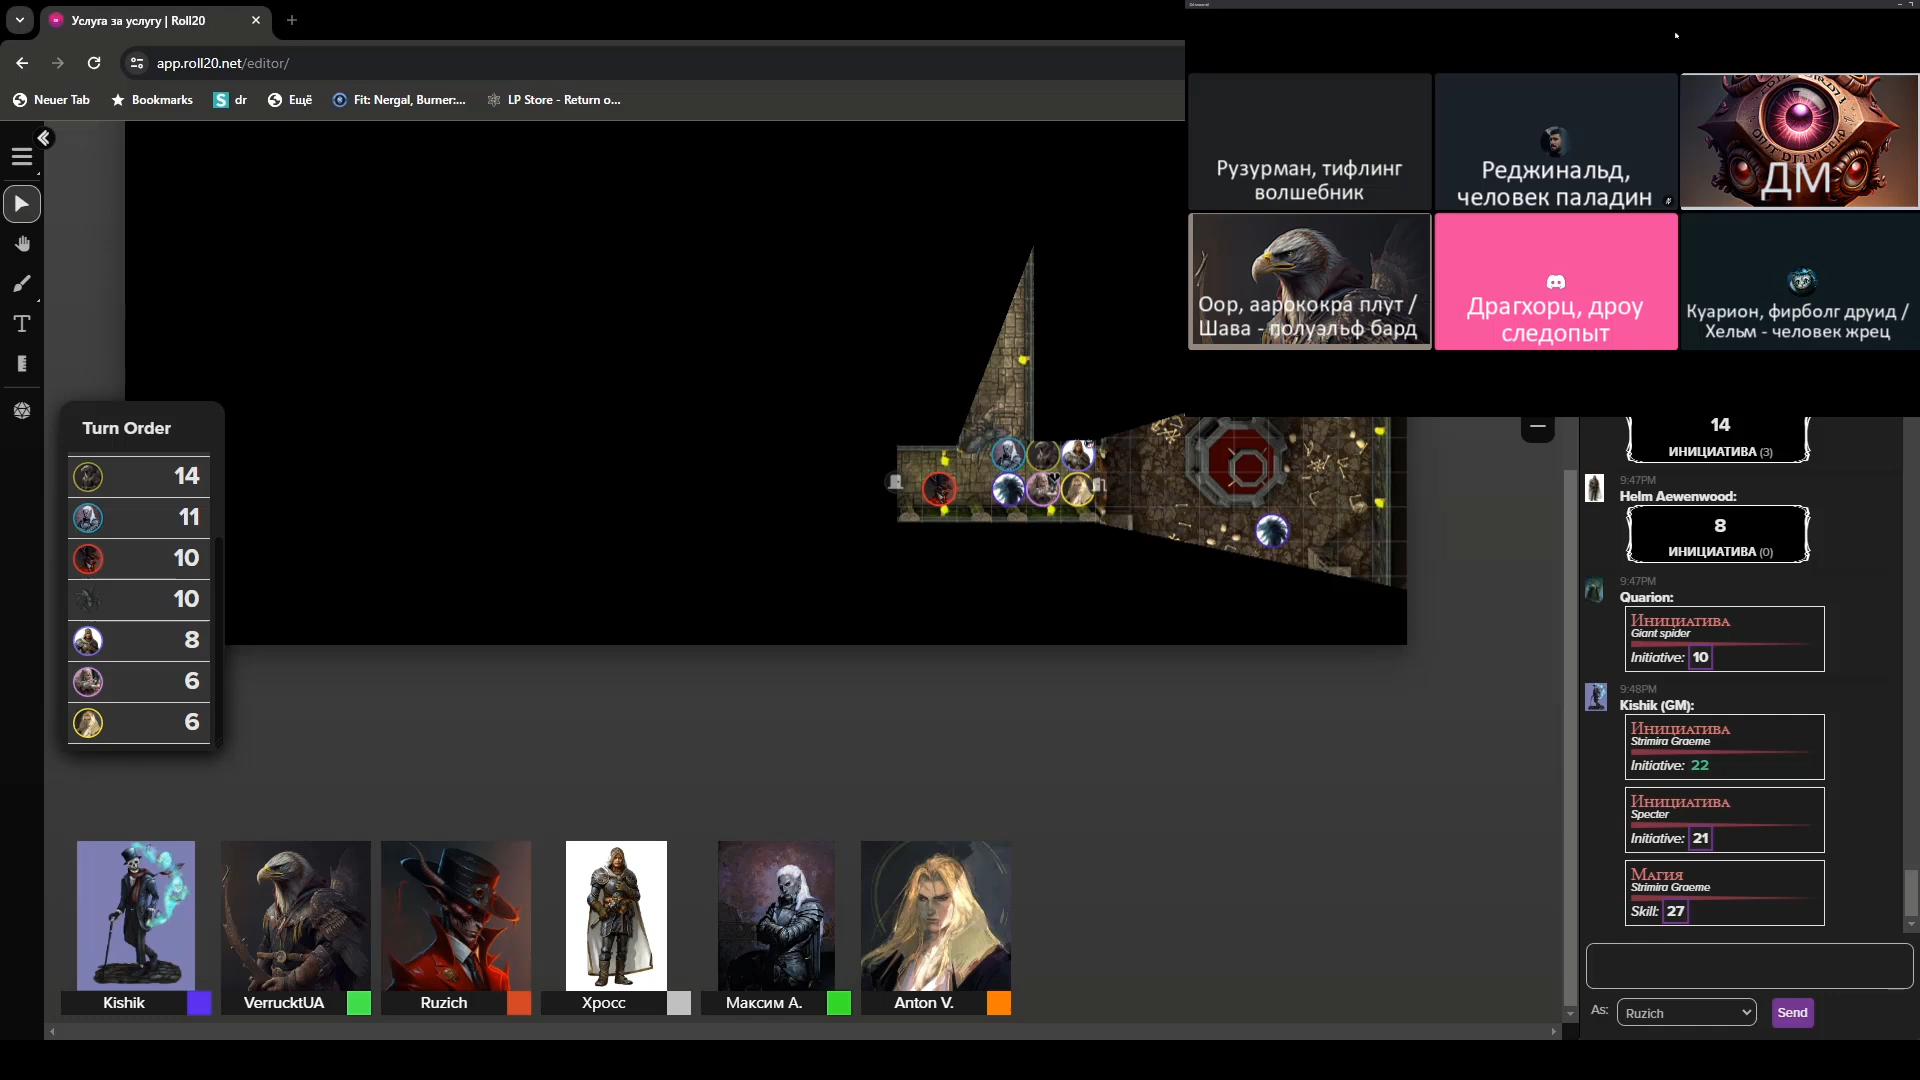 Услуга за услугу | Roll20
app.roll20.net/editor/
Neuer Tab
Bookmarks
dr
Ещё
Fit: Nergal, Burner:...
LP Store - Return o...
Рузурман, тифлинг
волшебник
Реджинальд,
человек паладин
ДМ
Оор, аарококра плут /
Шава - полуэльф бард
Драгхорц, дроу
следопыт
Куарион, фирболг друид /
Хельм - человек жрец
Turn Order
14
11
10
10
8
6
6
14
ИНИЦИАТИВА (3)
9:47PM
Helm Aewenwood:
8
ИНИЦИАТИВА (0)
9:47PM
Quarion:
Инициатива
Giant spider
Initiative: 10
9:48PM
Kishik (GM):
Инициатива
Strimira Graeme
Initiative: 22
Инициатива
Specter
Initiative: 21
Магия
Strimira Graeme
Skill: 27
As:
Ruzich
Send
Kishik
VerrucktUA
Ruzich
Хросс
Максим А.
Anton V.